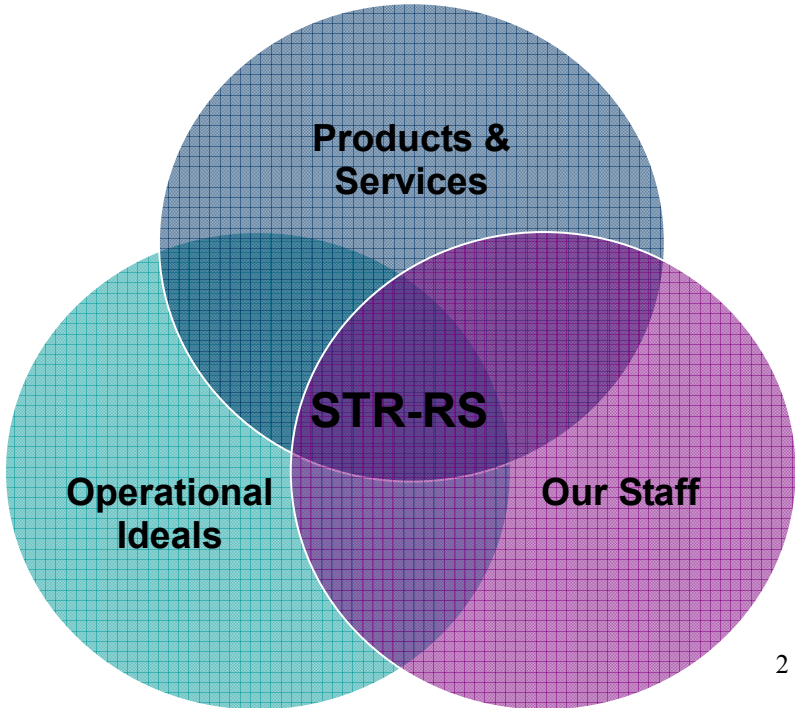 Products &
Services
STR-RS
Operational
Ideals
Our Staff
2